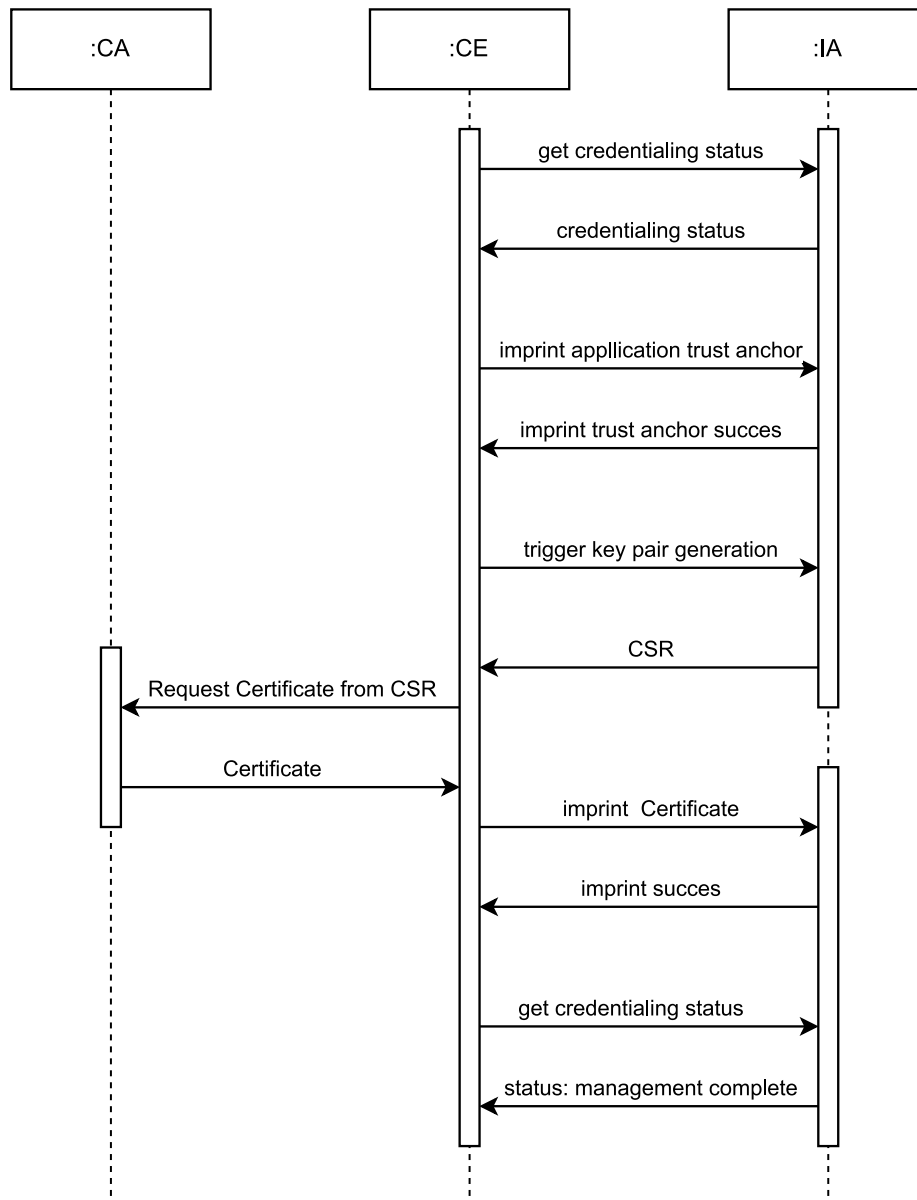 :CA
:CE
:IA
get credentialing status
credentialing status
imprint appllication trust anchor
imprint trust anchor succes
trigger key pair generation
CSR
Request Certificate from CSR
Certificate
imprint  Certificate
imprint succes
get credentialing status
status: management complete